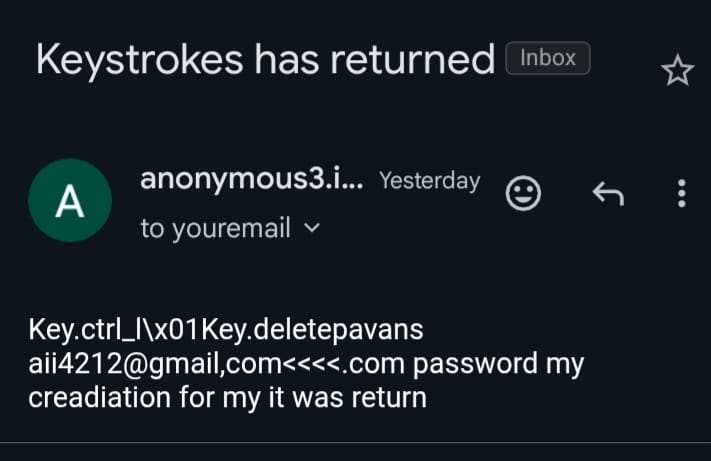 Keystrokes has returned Inbox
A
anonymous3.i... Yesterday
to youremail
Key.ctrl_l\x01Key.deletepavans
aii4212@gmail,com<<<<.com password my
creadiation for my it was return